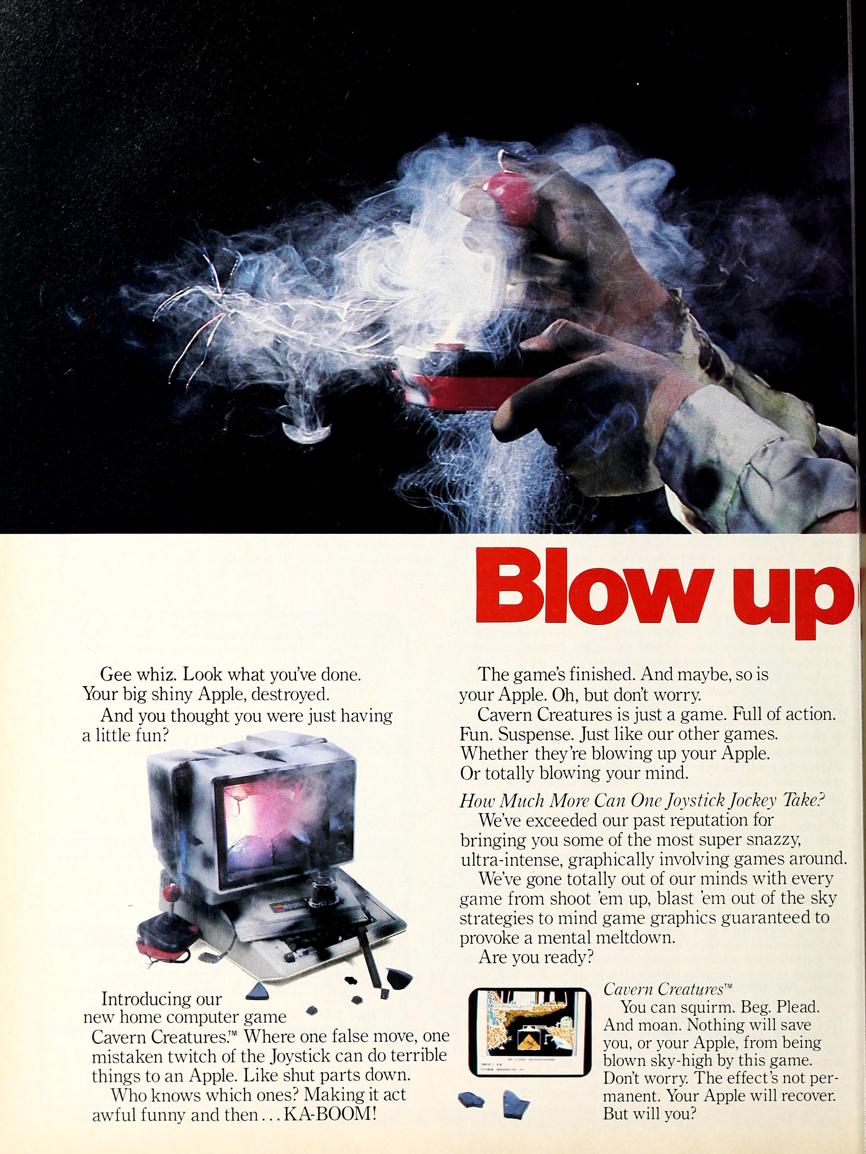 Blow up
Gee whiz. Look what you've done.
Your big shiny Apple, destroyed.
And you thought you were just having
a little fun?
Introducing our
new home computer game
Cavern Creatures.™ Where one false move, one
mistaken twitch of the Joystick can do terrible
things to an Apple. Like shut parts down.
Who knows which ones? Making it act
awful funny and then...KA-BOOM!
The game's finished. And maybe, so is
your Apple. Oh, but don't worry.
Cavern Creatures is just a game. Full of action.
Fun. Suspense. Just like our other games.
Whether they're blowing up your Apple.
Or totally blowing your mind.
How Much More Can One Joystick Jockey Take?
We've exceeded our past reputation for
bringing you some of the most super snazzy,
ultra-intense, graphically involving games around.
We've gone totally out of our minds with every
game from shoot 'em up, blast 'em out of the sky
strategies to mind game graphics guaranteed to
provoke a mental meltdown.
Are you ready?
Cavern Creatures™
You can squirm. Beg. Plead.
And moan. Nothing will save
you, or your Apple, from being
blown sky-high by this game.
Don't worry. The effect's not per-
manent. Your Apple will recover.
But will you?